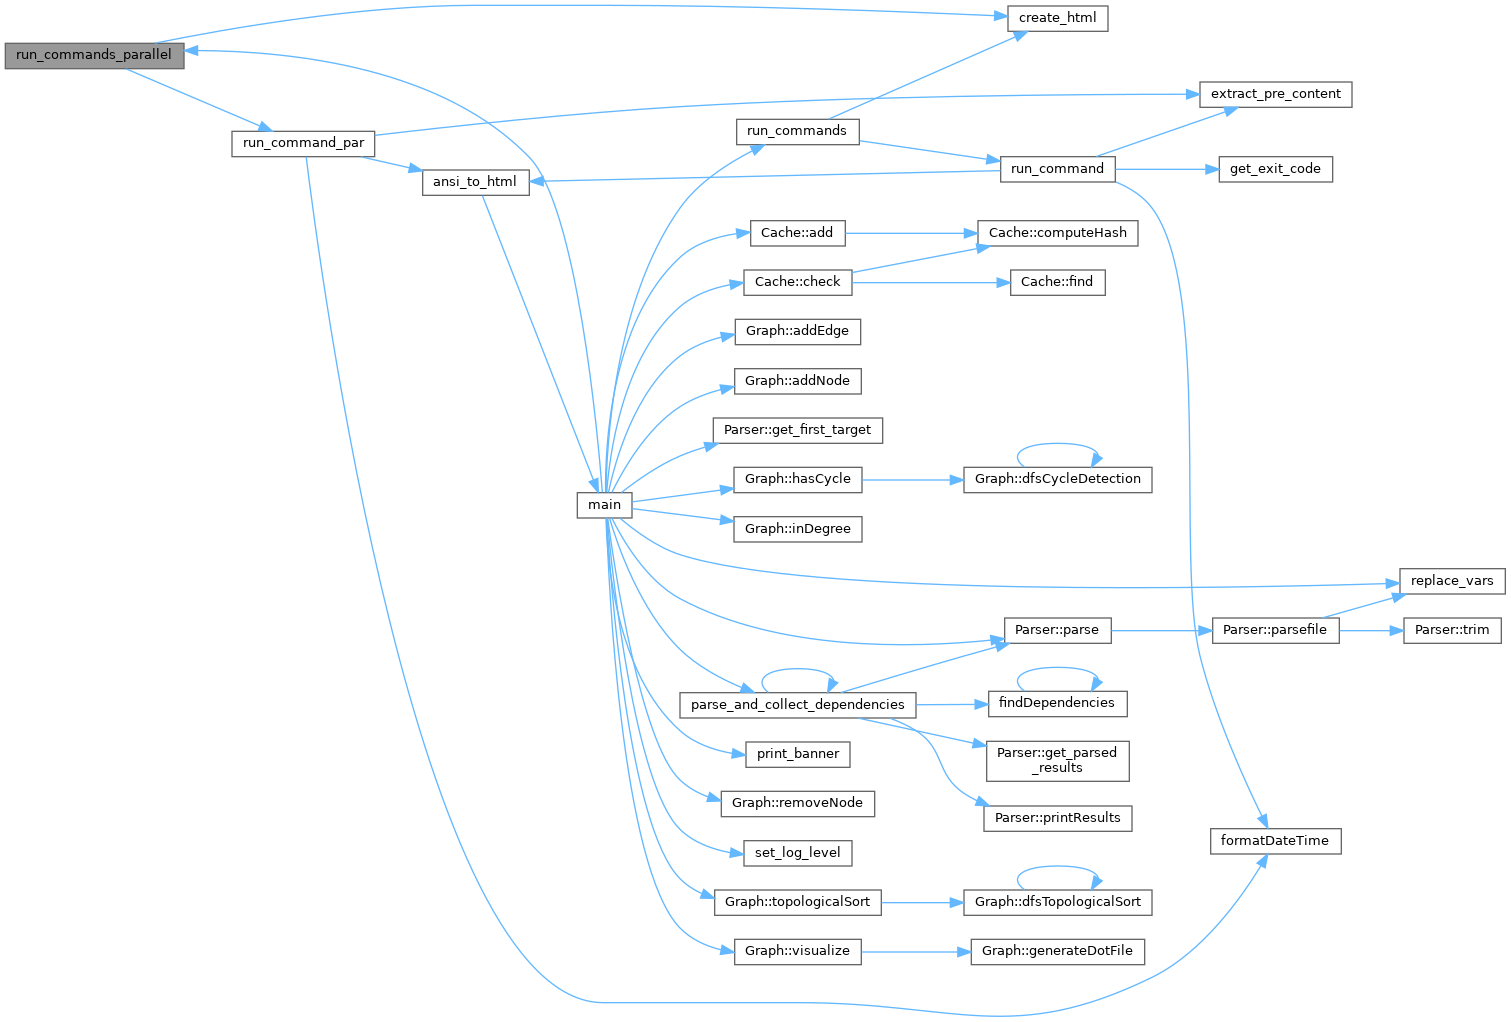 create_html
run_commands_parallel
extract_pre_content
run_commands
run_command_par
run_command
get_exit_code
ansi_to_html
Cache::add
Cache::computeHash
Cache::check
Cache::find
Graph::addEdge
Graph::addNode
Parser::get_first_target
Graph::hasCycle
Graph::dfsCycleDetection
main
Graph::inDegree
replace_vars
Parser::parse
Parser::parsefile
Parser::trim
parse_and_collect_dependencies
findDependencies
print_banner
Parser::get_parsed
_results
Graph::removeNode
Parser::printResults
formatDateTime
set_log_level
Graph::topologicalSort
Graph::dfsTopologicalSort
Graph::visualize
Graph::generateDotFile